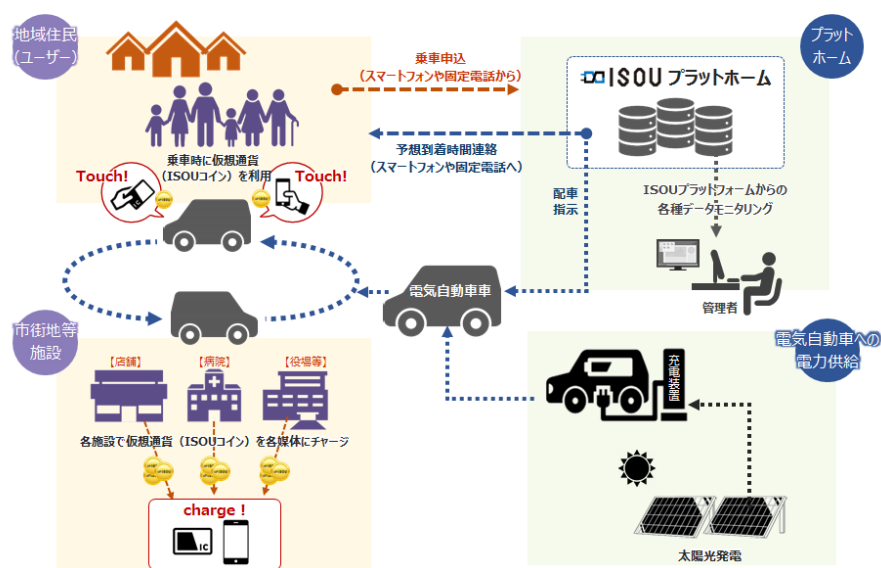 地域住民
（ユーザー）
乗車申込
（スマートフォンや固定電話から）
プラット
ホーム
ISOU プラットホーム
予想到着時間連絡
（スマートフォンや固定電話へ）
乗車時に仮想通貨
（ISOUコイン）を利用
Touch!
Touch!
IC
配車
指示
ISOUプラットフォームからの
各種データモニタリング
管理者
電気自動車車
市街地等
施設
【店舗】
【病院】
【役場等】
各施設で仮想通貨（ISOUコイン）を各媒体にチャージ
charge！
IC
電気自動車への
電力供給
充電装置
太陽光発電